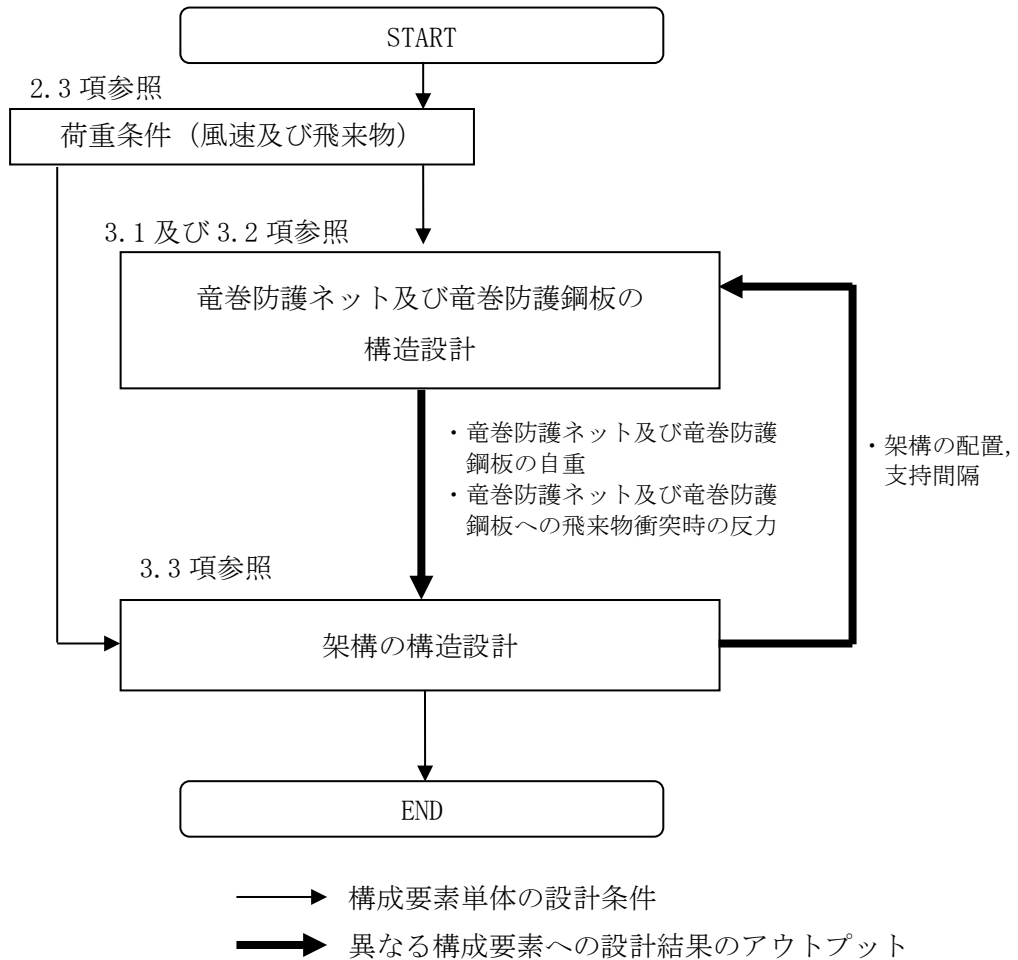 START
2.3 項参照
荷重条件（風速及び飛来物）
3.1 及び 3.2 項参照
竜巻防護ネット及び竜巻防護鋼板の
構造設計
・竜巻防護ネット及び竜巻防護
鋼板の自重
・竜巻防護ネット及び竜巻防護
鋼板への飛来物衝突時の反力
・架構の配置,
支持間隔
3.3 項参照
架構の構造設計
END
構成要素単体の設計条件
異なる構成要素への設計結果のアウトプット